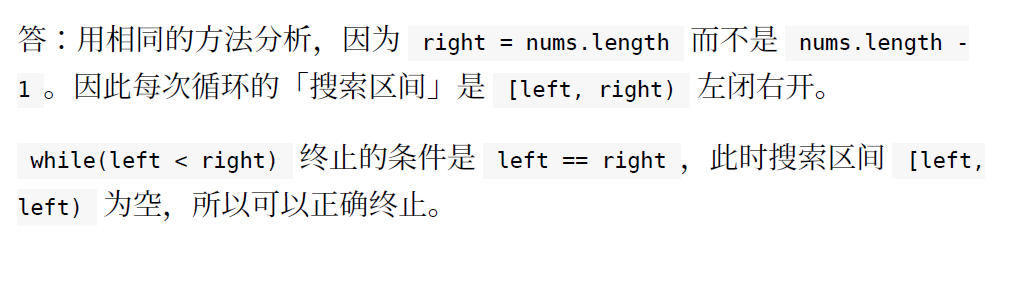 答：用相同的方法分析，因为 right = nums.length 而不是 nums.length -
1 。因此每次循环的「搜索区间」是 [left, right) 左闭右开。
while(left < right) 终止的条件是 left == right ，此时搜索区间 [left,
left) 为空，所以可以正确终止。